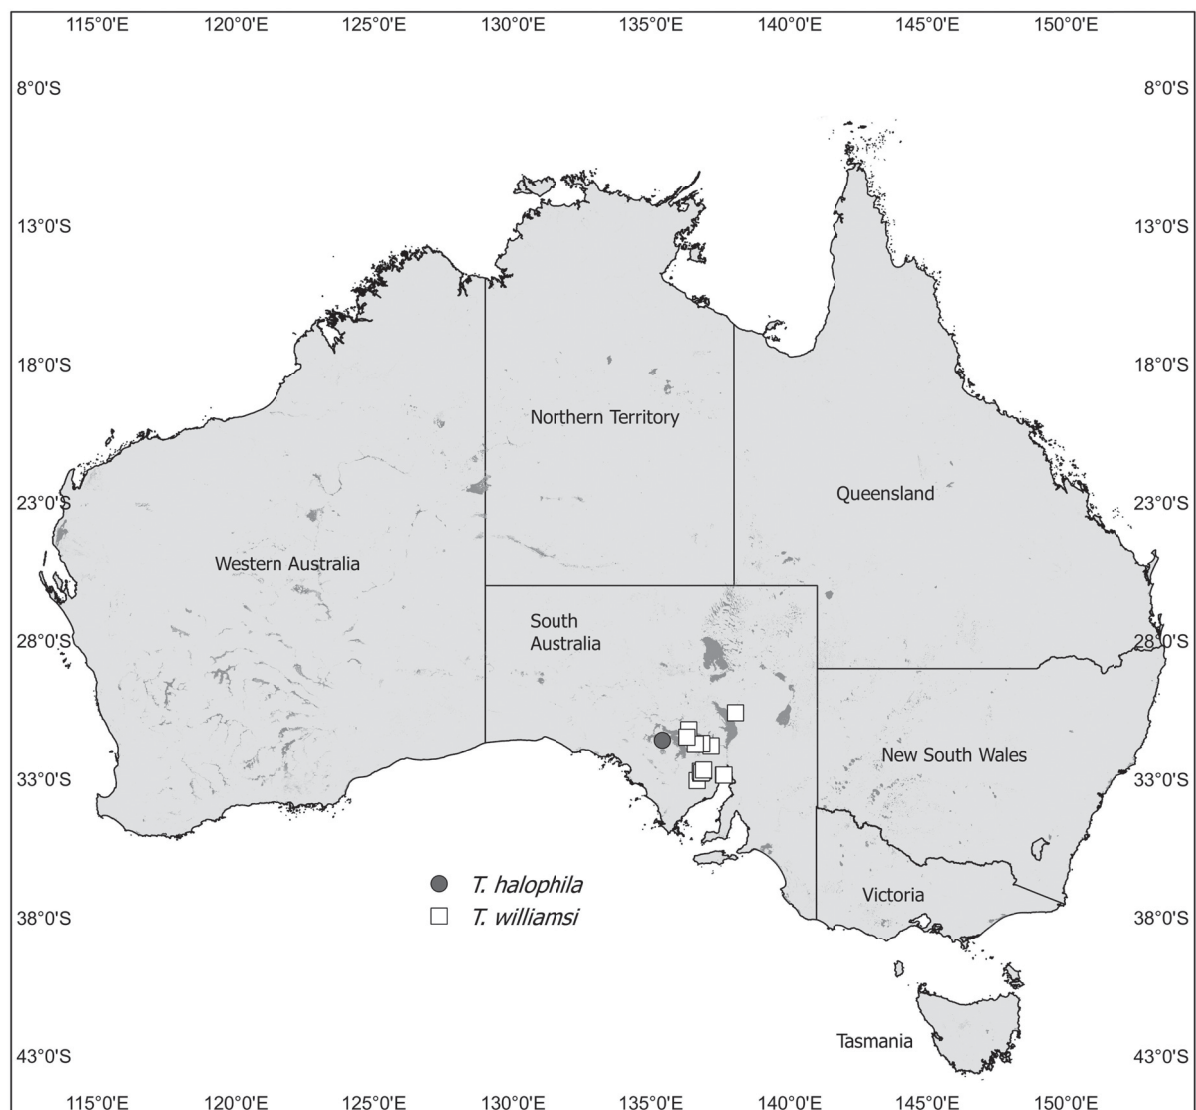 115°0'E 120°0'E 125°0'E 130°0'E 135°0'E 140°0'E 145°0'E 150°0'E
8°0'S 8°0'S
13°0'S 13°0'S
18°0'S 18°0'S
Northern Territory
Queensland
23°0'S 23°0'S
Western Australia
South
Australia
28°0'S 28°0'S
New South Wales
33°0'S 33°0'S
T. halophila
Victoria
T. williamsi
38°0'S 38°0'S
Tasmania
43°0'S 43°0'S
115°0'E 120°0'E 125°0'E 130°0'E 135°0'E 140°0'E 145°0'E 150°0'E